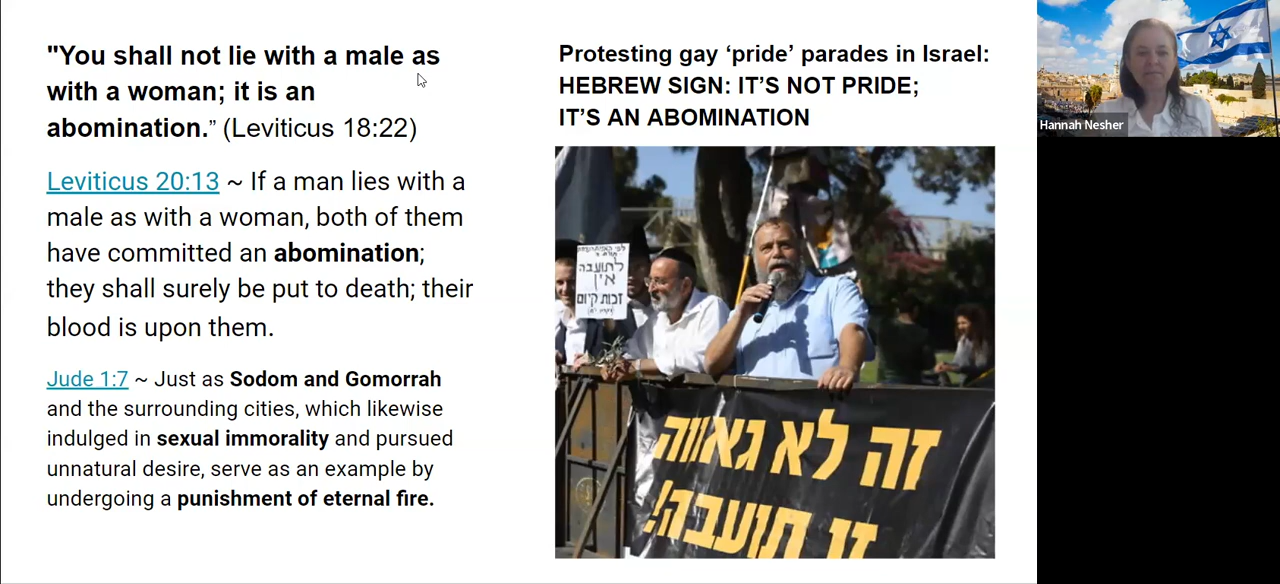 "You shall not lie with a male as
with a woman; it is an
abomination.” (Leviticus 18:22)
Leviticus 20:13 ~ If a man lies with a
male as with a woman, both of them
have committed an abomination;
they shall surely be put to death; their
blood is upon them.
Jude 1:7 ~ Just as Sodom and Gomorrah
and the surrounding cities, which likewise
indulged in sexual immorality and pursued
unnatural desire, serve as an example by
undergoing a punishment of eternal fire.
Protesting gay ‘pride’ parades in Israel:
HEBREW SIGN: IT’S NOT PRIDE;
IT’S AN ABOMINATION
לתועבה
אין
זכות קיום
זה לא גאווה
זו תועבה!
Hannah Nesher